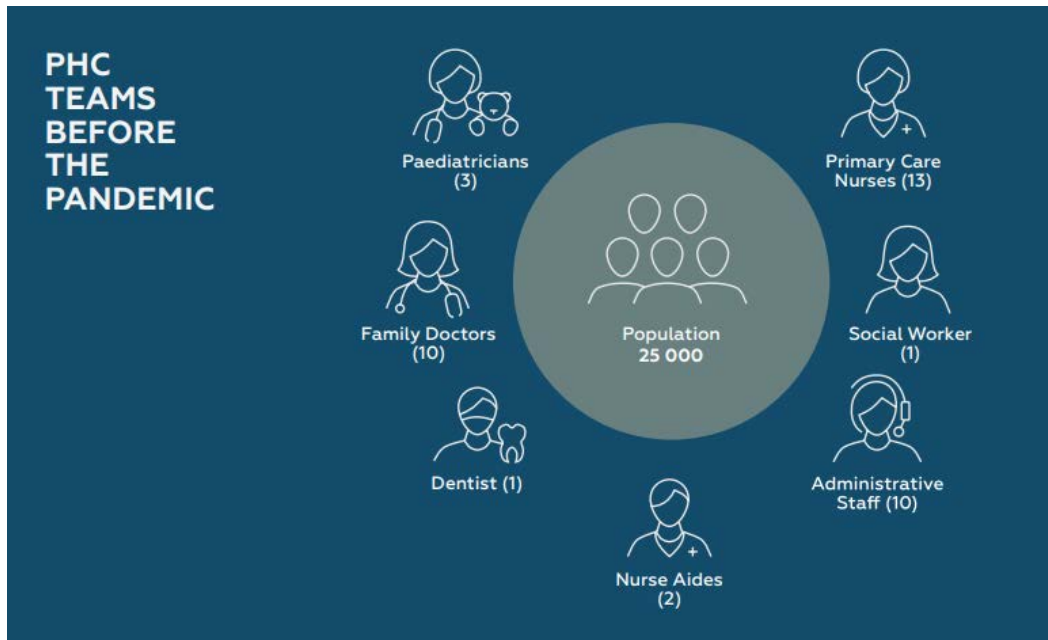 PHC
TEAMS
BEFORE
THE
PANDEMIC
Paediatricians
(3)
Primary Care
Nurses (13)
Family Doctors
(10)
Population
25 000
Social Worker
(1)
Dentist (1)
Administrative
Staff (10)
Nurse Aides
(2)